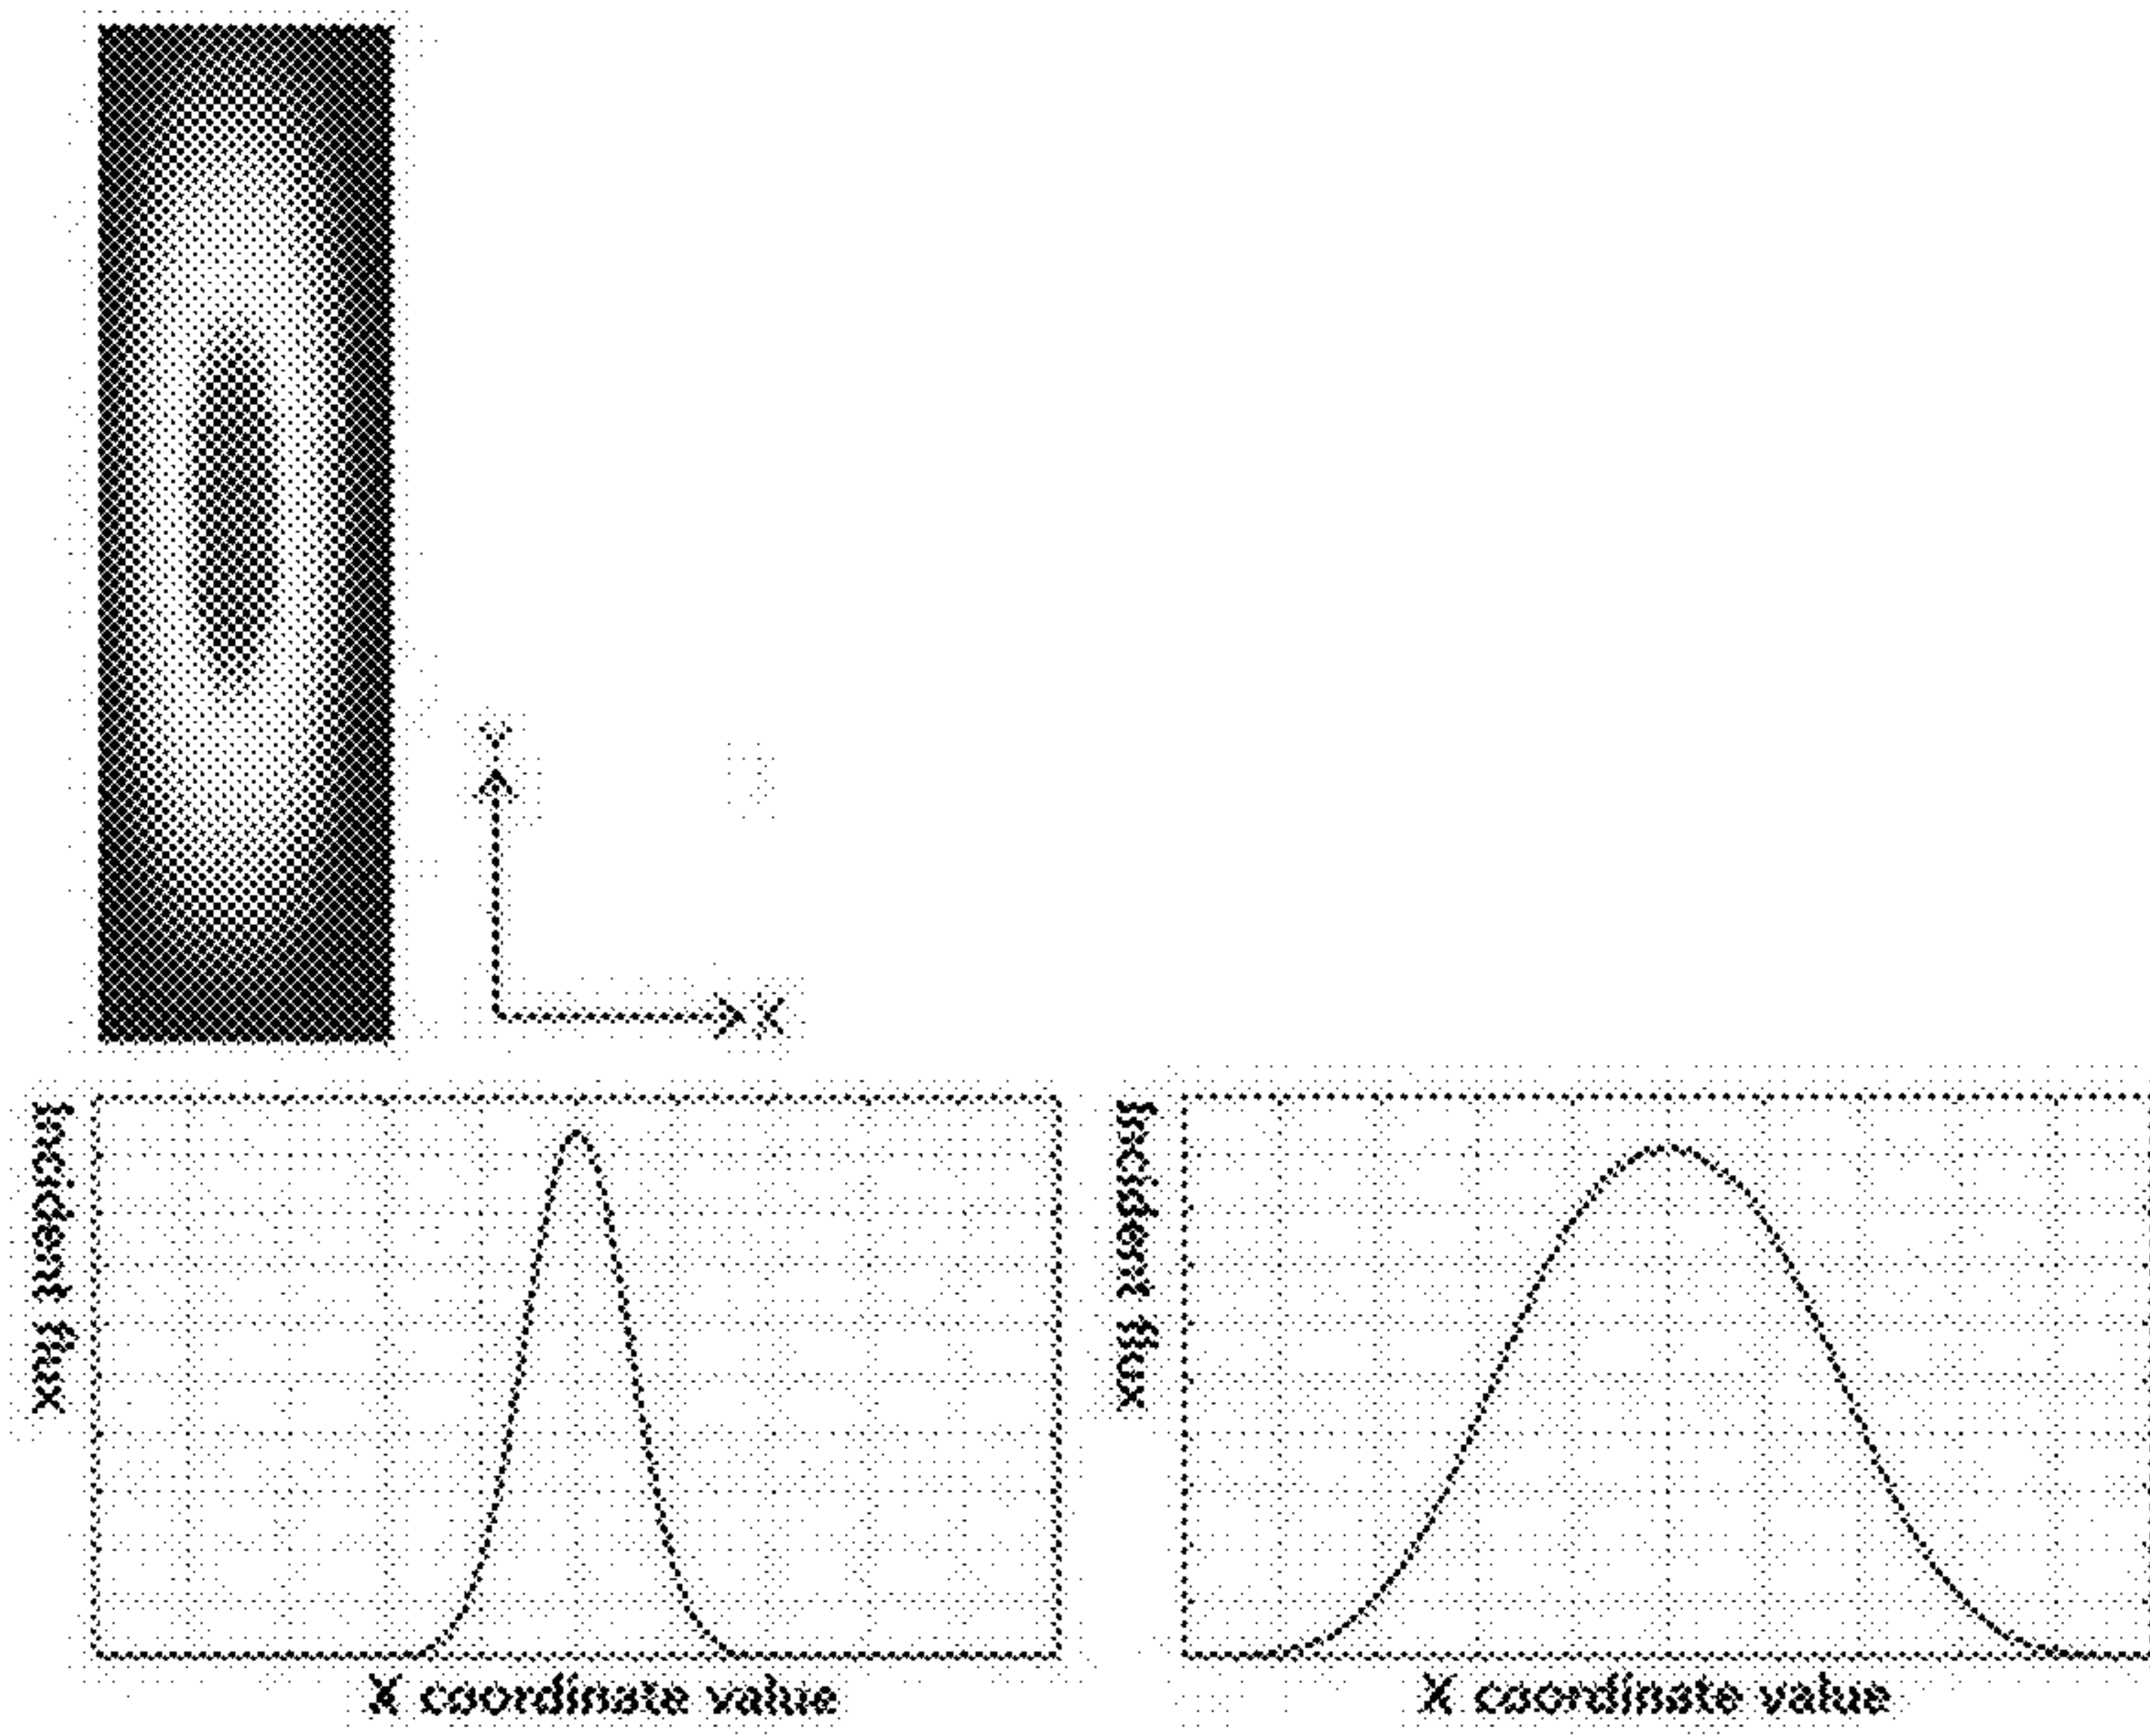 Y
X
Incident flux
Incident flux
X coordinate value
X coordinate value